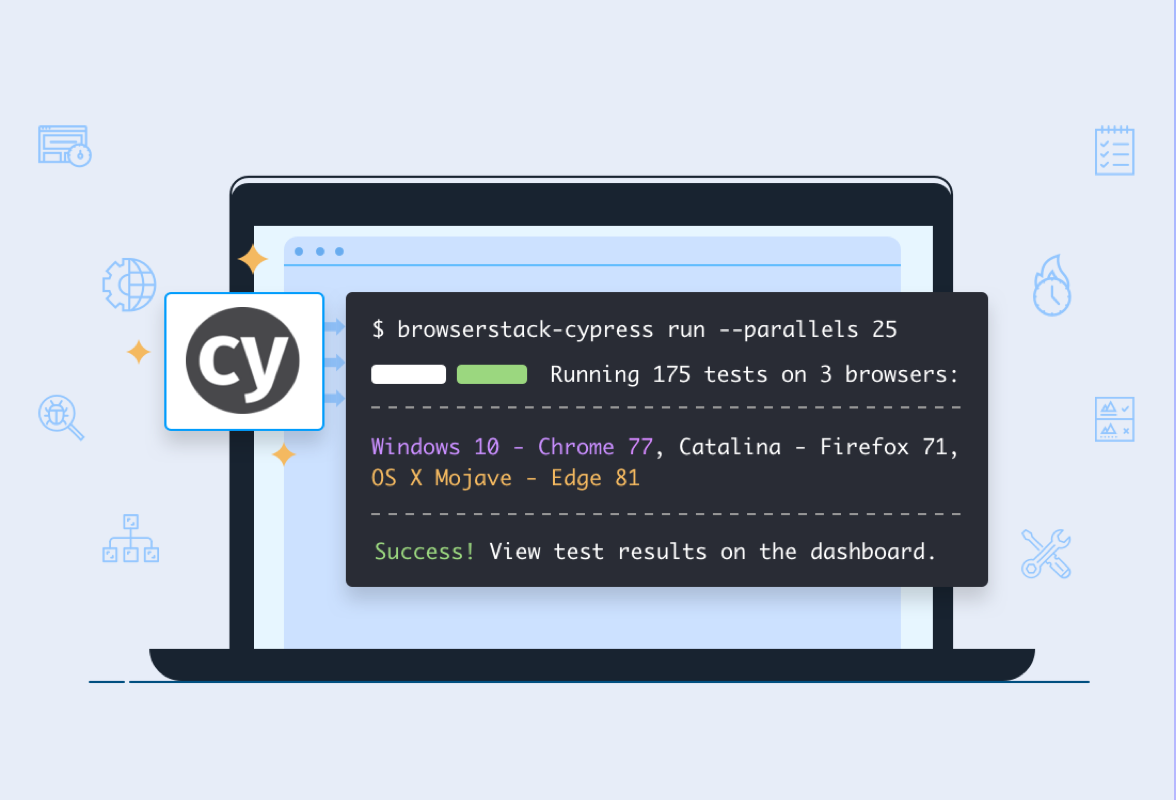 cy
$ browserstack-cypress run --parallels 25
Running 175 tests on 3 browsers:
Windows 10 - Chrome 77, Catalina - Firefox 71,
OS X Mojave - Edge 81
Success! View test results on the dashboard.